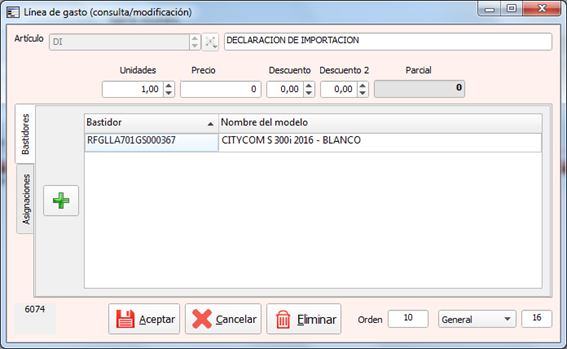 Línea de gasto (consulta/modificación)
Artículo DI DECLARACION DE IMPORTACION
Unidades Precio Descuento Descuento 2 Parcial
1,00 0 0,00 0,00 0
Bastidores
Asignaciones
Bastidor Nombre del modelo
RFGLLA701GS000367 CITYCOM S 300i 2016 - BLANCO
6074 Aceptar Cancelar Eliminar Orden 10 General 16